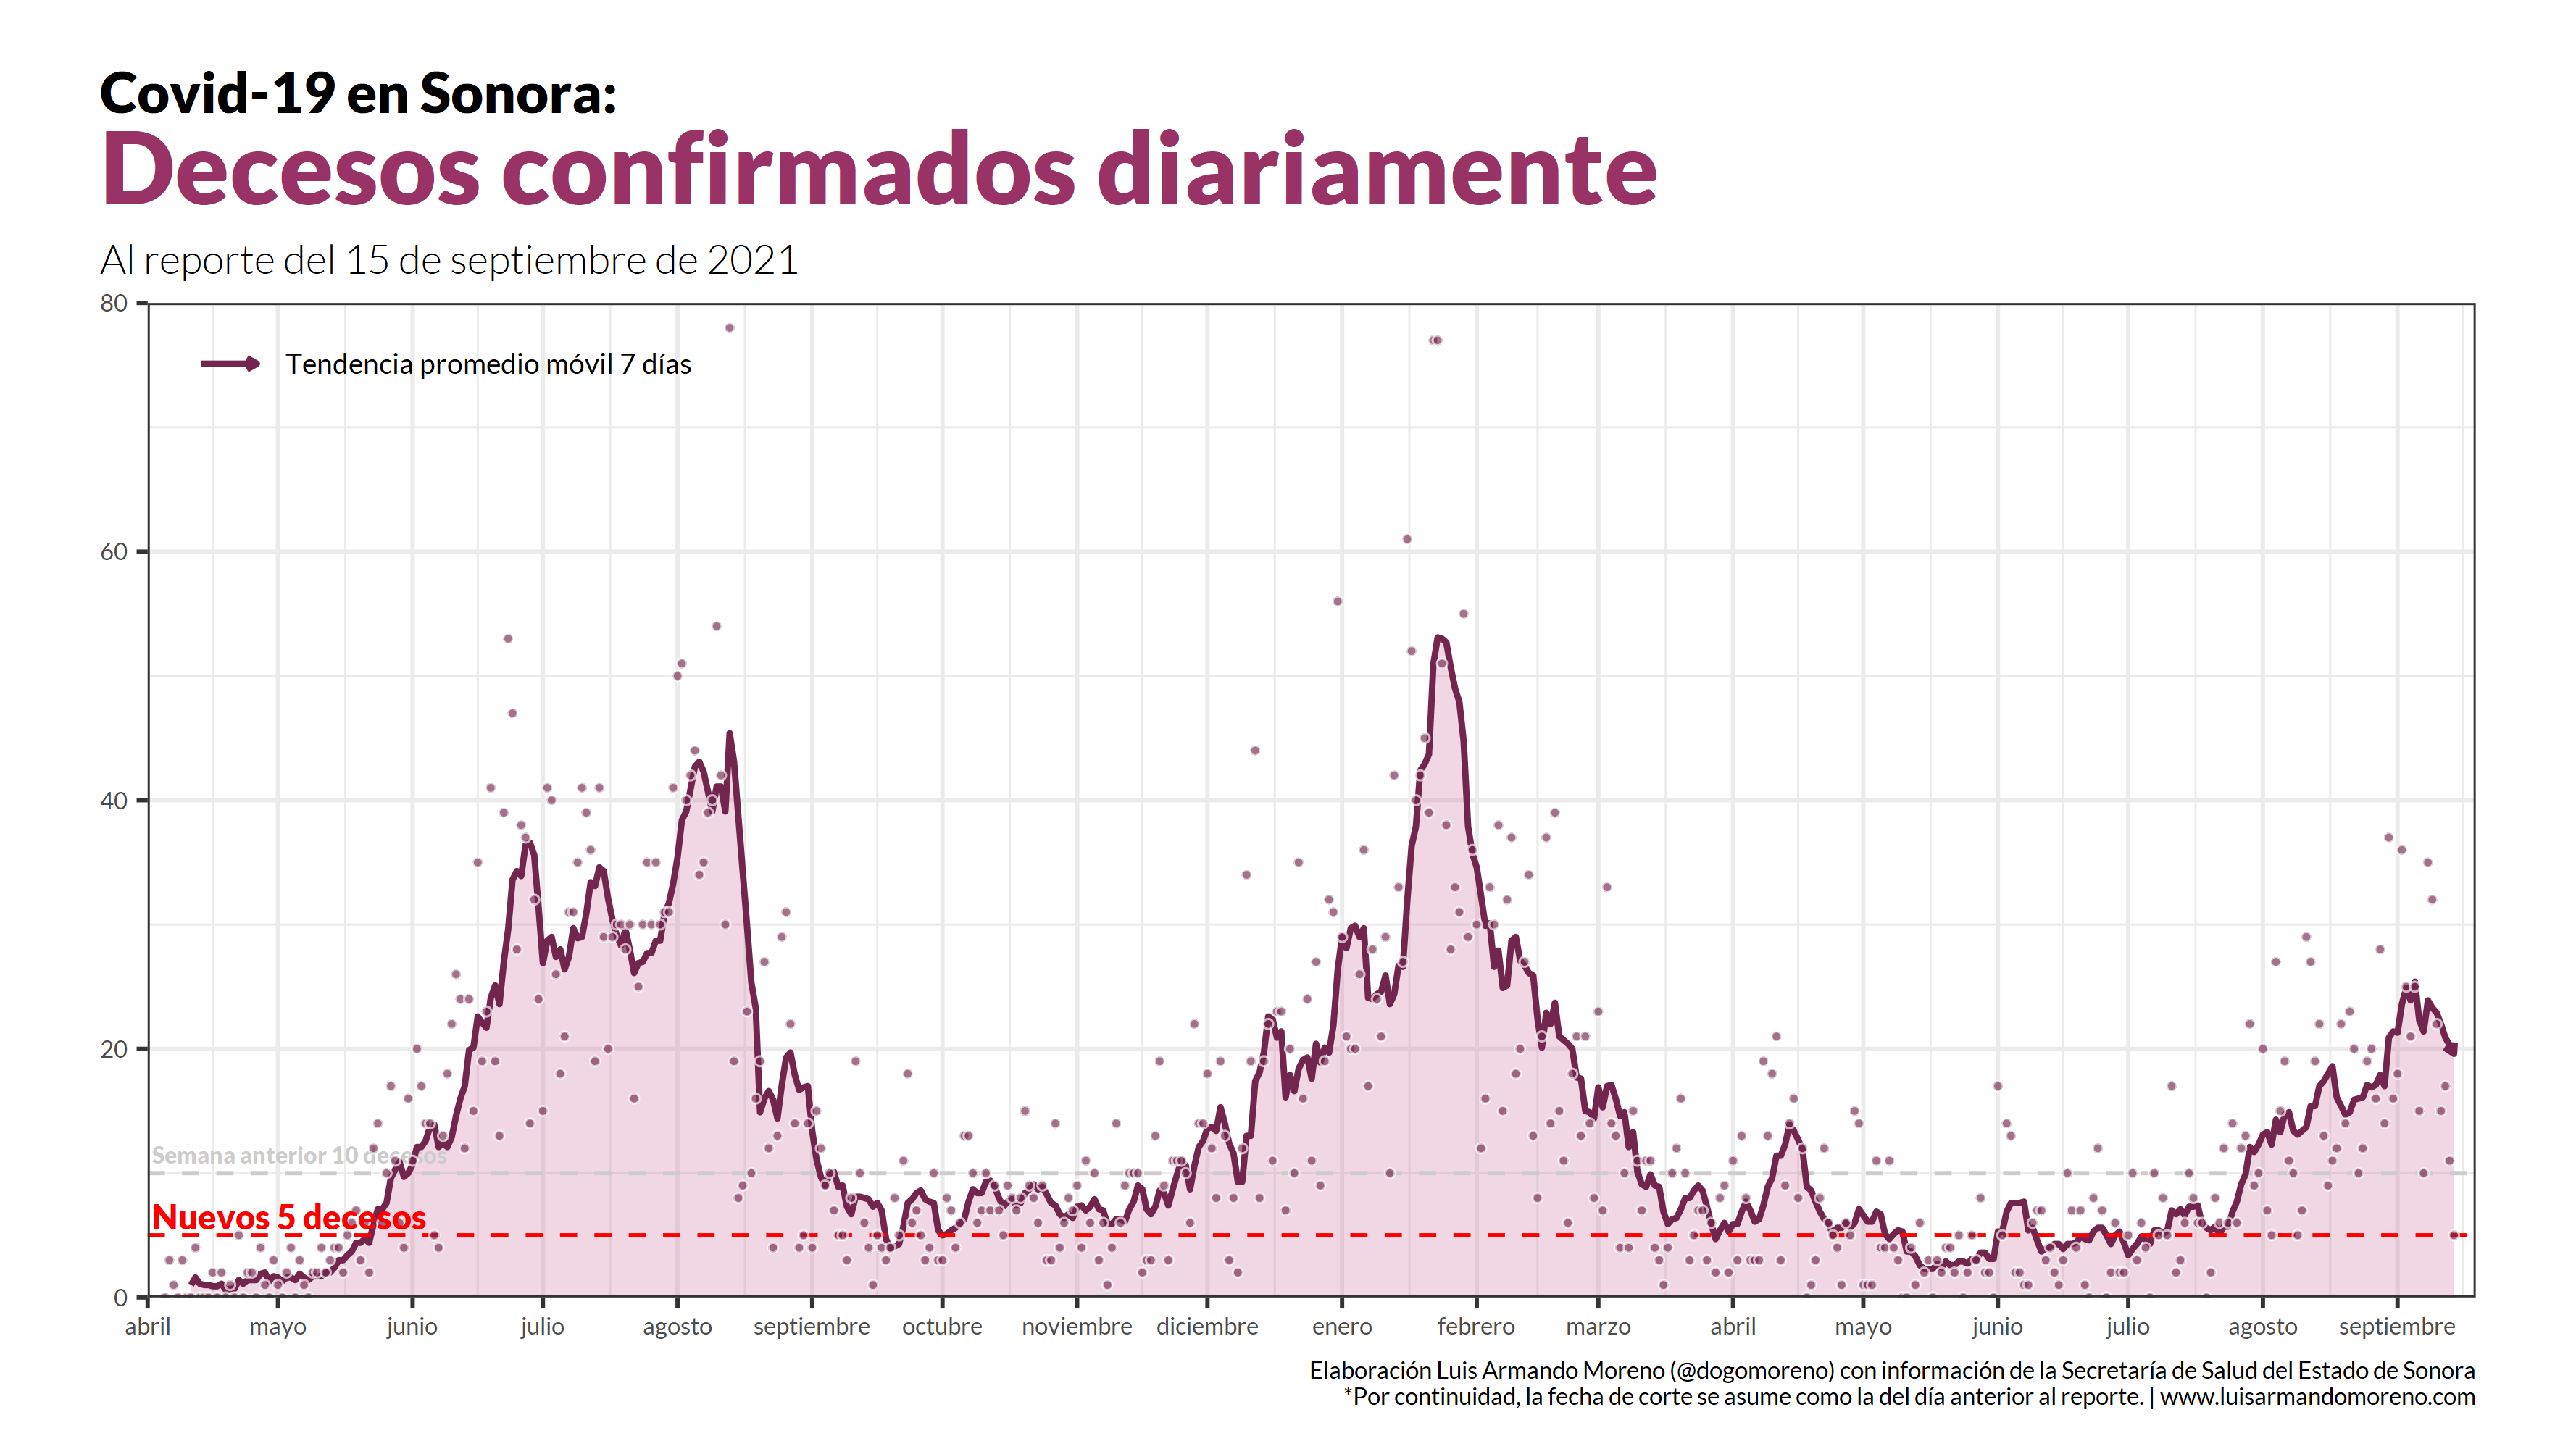 Covid-19 en Sonora:
Decesos confirmados diariamente
Al reporte del 15 de septiembre de 2021
80
Tendencia promedio móvil 7 días
60
40
20
Semana anterior 10 decesos
Nuevos 5 decesos
0
abril mayo junio julio agosto septiembre octubre noviembre diciembre enero febrero marzo abril mayo junio julio agosto septiembre
Elaboración Luis Armando Moreno (@dogomoreno) con información de la Secretaría de Salud del Estado de Sonora
*Por continuidad, la fecha de corte se asume como la del día anterior al reporte. | www.luisarmandomoreno.com